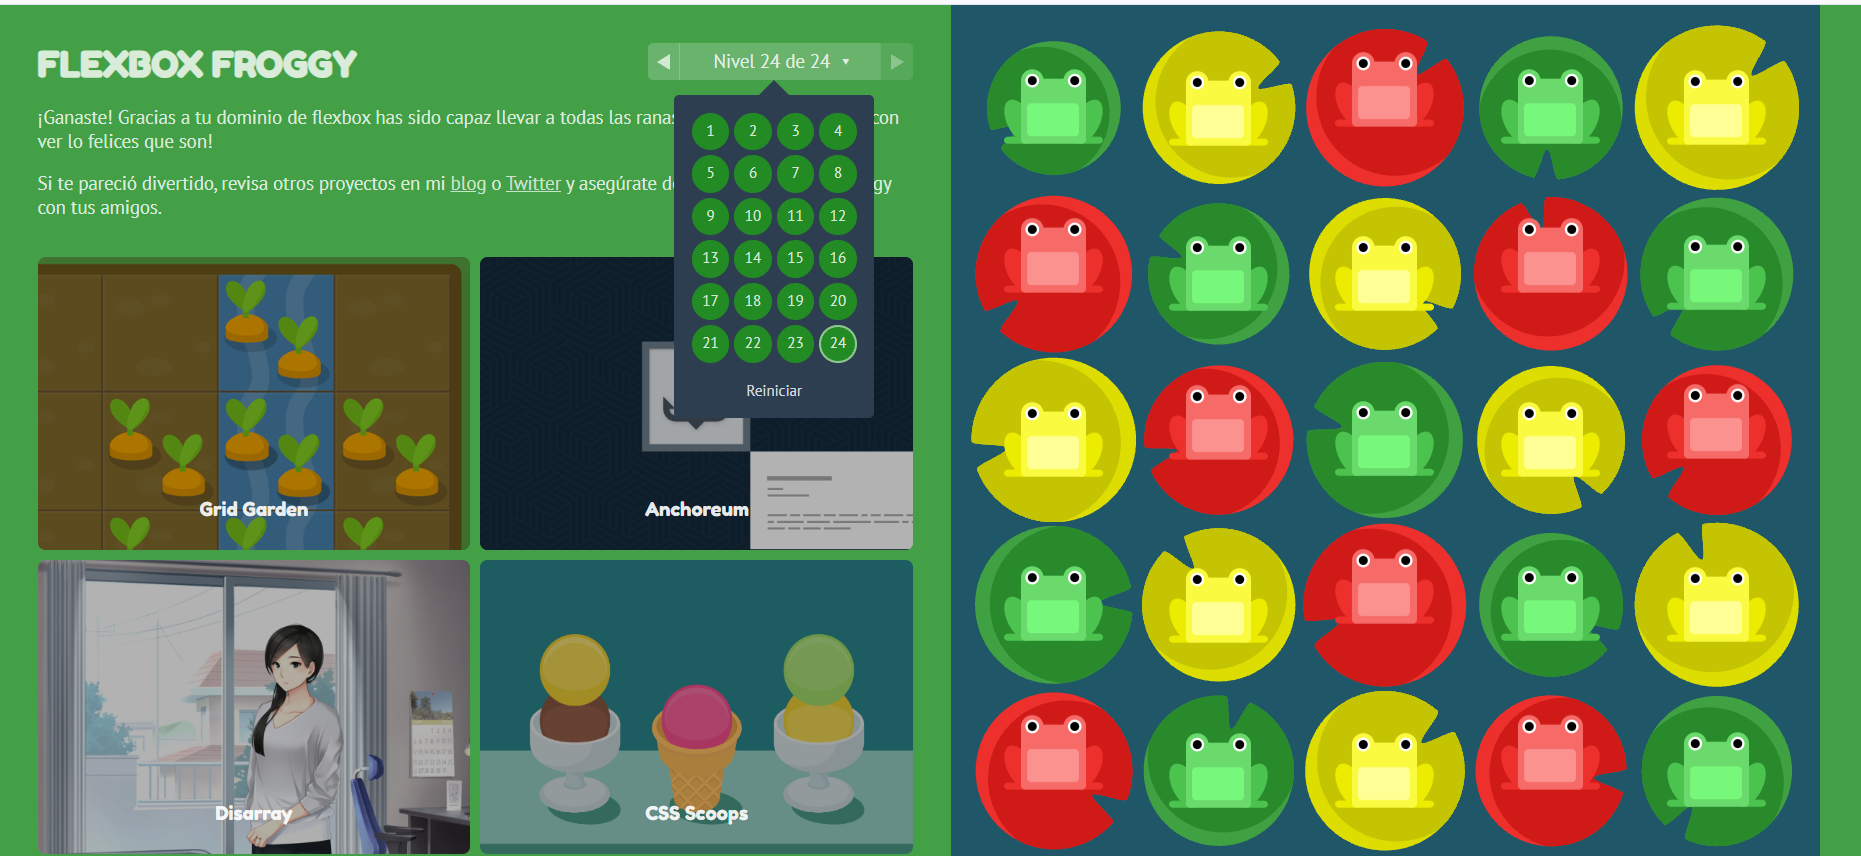 FLEXBOX FROGGY
Nivel 24 de 24
¡Ganaste! Gracias a tu dominio de flexbox has sido capaz llevar a todas las ranas con
ver lo felices que son!
Si te pareció divertido, revisa otros proyectos en mi blog o Twitter y asegúrate
con tus amigos.
1 2 3 4
5 6 7 8
9 10 11 12
13 14 15 16
17 18 19 20
21 22 23 24
Reiniciar
Grid Garden
Anchoreum
Disarray
CSS Scoops